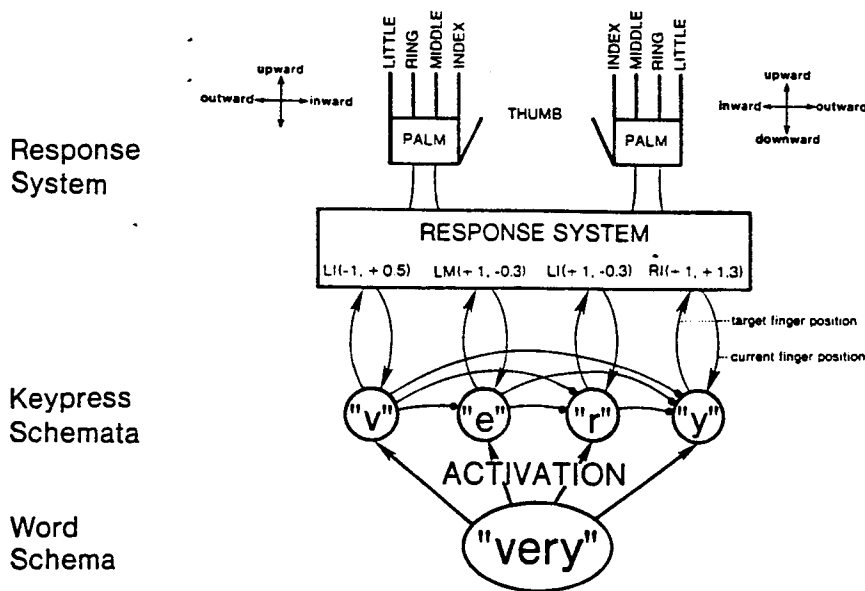 LITTLE RING MIDDLE INDEX
INDEX MIDDLE RING LITTLE
upward
outward inward
THUMB
upward
inward outward
downward
PALM
PALM
Response
System
RESPONSE SYSTEM
LI(-1, +0.5) LM(+1, -0.3) LI(+1, -0.3) RI(+1, +1.3)
target finger position
current finger position
Keypress
Schemata
"v" "e" "r" "y"
ACTIVATION
Word
Schema
"very"